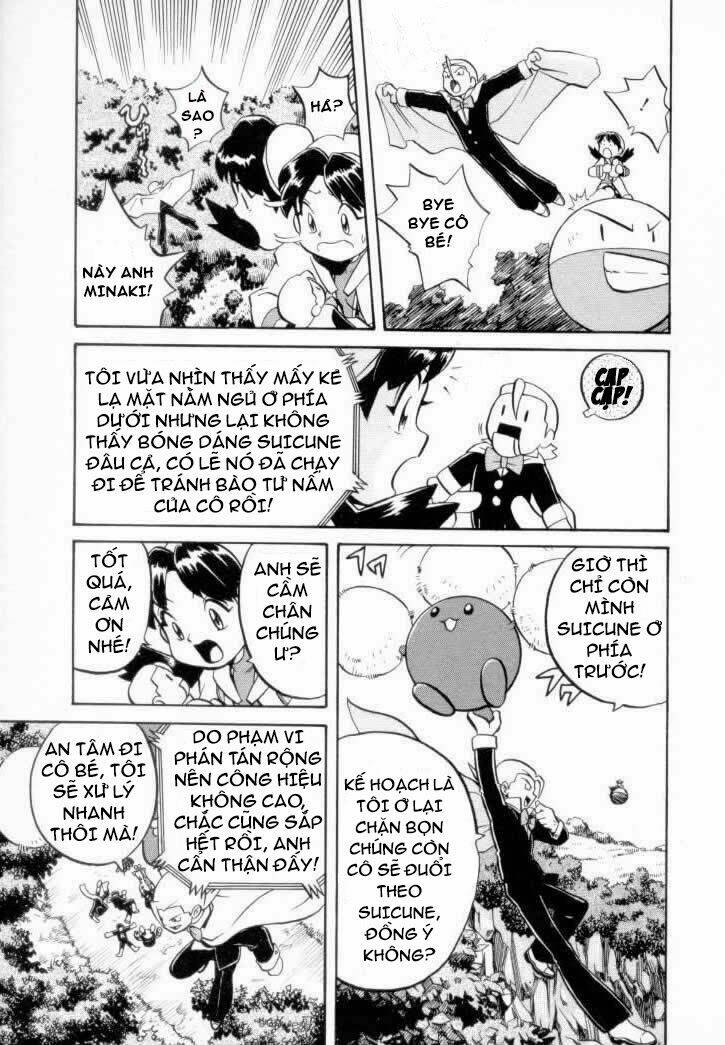 !
BYE
BYE CÔ
BÉ!
HẢ?
LÀ
SAO
?
NÀY ANH
MINAKI!
CẠP
CẠP!
TÔI VỪA NHÌN THẤY MẤY KẺ
LẠ MẶT NẰM NGỦ Ở PHÍA
DƯỚI NHƯNG LẠI KHÔNG
THẤY BÓNG DÁNG SUICUNE
ĐÂU CẢ, CÓ LẼ NÓ ĐÃ CHẠY
ĐI ĐỂ TRÁNH BÀO TỬ NẤM
CỦA CÔ RỒI!
GIỜ THÌ
CHỈ CÒN
MÌNH
SUICUNE Ở
PHÍA
TRƯỚC!
KẾ HOẠCH LÀ
TÔI Ở LẠI
CHẶN BỌN
CHÚNG CÒN
CÔ SẼ ĐUỔI
THEO
SUICUNE,
ĐỒNG Ý
KHÔNG?
ANH SẼ
CẦM
CHÂN
CHÚNG
Ư?
TỐT
QUÁ,
CẢM
ƠN
NHÉ!
DO PHẠM VI
PHÁN TÁN RỘNG
NÊN CÔNG HIỆU
KHÔNG CAO,
CHẮC CŨNG SẮP
HẾT RỒI, ANH
CẨN THẬN ĐẤY!
AN TÂM ĐI
CÔ BÉ, TÔI
SẼ XỬ LÝ
NHANH
THÔI MÀ!